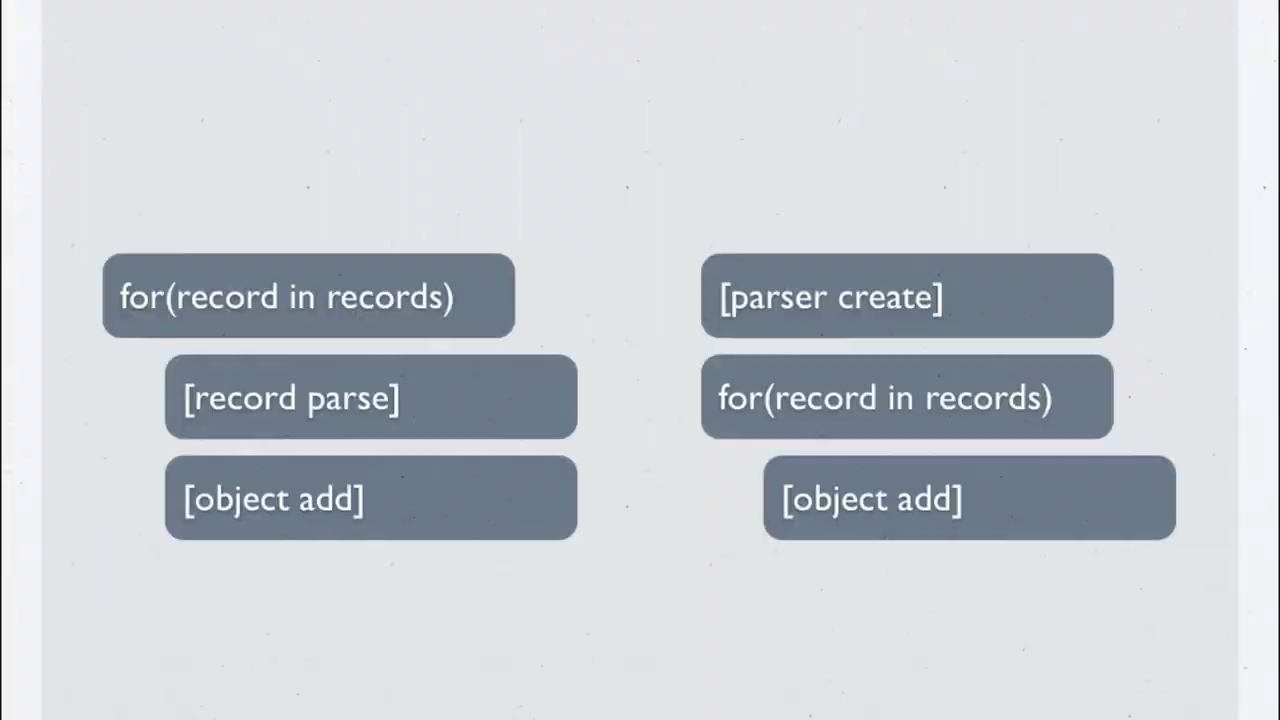 for(record in records)
[record parse]
[object add]
[parser create]
for(record in records)
[object add]